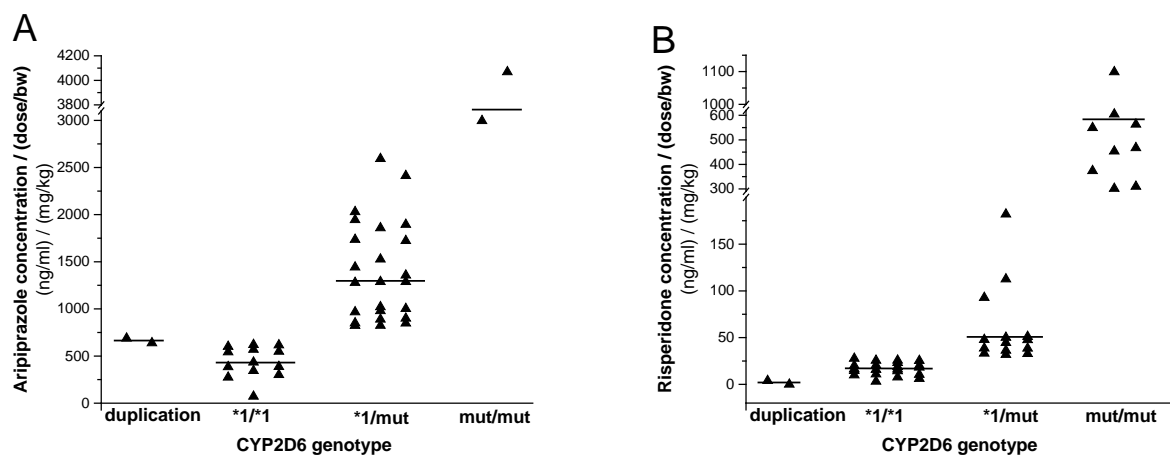 A
Aripiprazole concentration / (dose/bw)
(ng/ml) / (mg/kg)
4200
4000
3800
3000
2500
2000
1500
1000
500
0
duplication
*1/*1
*1/mut
mut/mut
CYP2D6 genotype
B
Risperidone concentration / (dose/bw)
(ng/ml) / (mg/kg)
1100
1000
600
500
400
300
150
100
50
0
duplication
*1/*1
*1/mut
mut/mut
CYP2D6 genotype